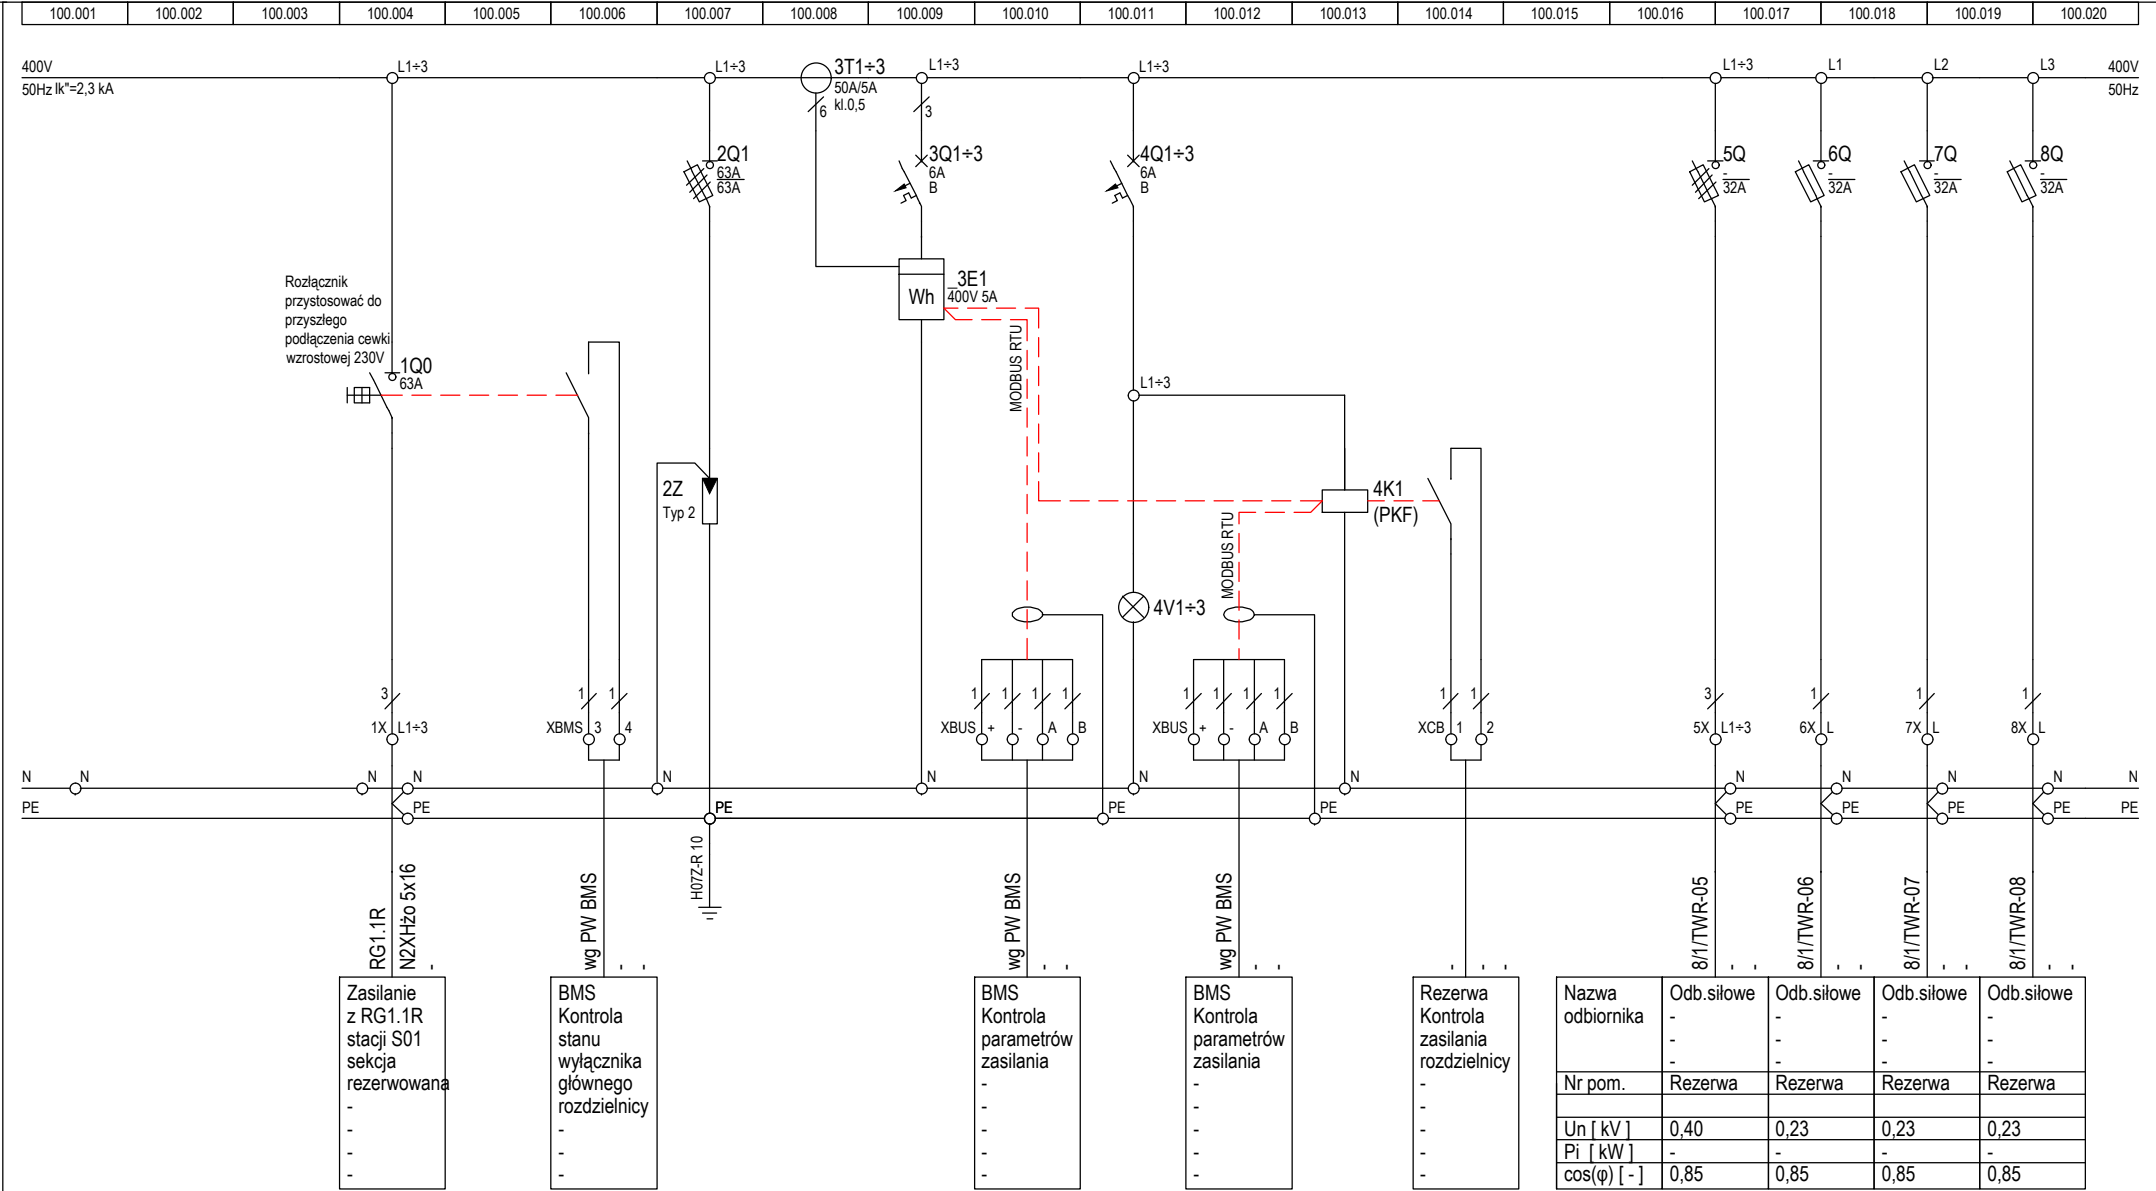 100.001 100.002 100.003 100.004 100.005 100.006 100.007 100.008 100.009 100.010 100.011 100.012 100.013 100.014 100.015 100.016 100.017 100.018 100.019 100.020
400V
50Hz Ik"=2,3 kA
L1÷3
L1÷3
3T1÷3
50A/5A
kl.0,5
6
L1÷3
3
L1÷3
L1÷3
L1
L2
L3
400V
50Hz
2Q1
63A
63A
3Q1÷3
6A
B
4Q1÷3
6A
B
5Q
-
32A
6Q
-
32A
7Q
-
32A
8Q
-
32A
Rozłącznik
przystosować do
przyszłego
podłączenia cewki
wzrostowej 230V
1Q0
63A
Wh
3E1
400V 5A
MODBUS RTU
L1÷3
2Z
Typ 2
4K1
(PKF)
MODBUS RTU
4V1÷3
3
1X L1÷3
1 1
XBMS 3 4
1 1 1 1
XBUS + - A B
1 1 1 1
XBUS + - A B
1 1
XCB 1 2
3
5X L1÷3
1
6X L
1
7X L
1
8X L
N N N N N N N N N N N N N
PE PE PE PE PE PE PE PE PE PE
RG1.1R
N2XHżo 5x16
-
wg PW BMS
- -
H07Z-R 10
wg PW BMS
- -
wg PW BMS
- -
- - -
8/1/TWR-05
- -
8/1/TWR-06
- -
8/1/TWR-07
- -
8/1/TWR-08
- -
Zasilanie
z RG1.1R
stacji S01
sekcja
rezerwowana
-
-
-
-
BMS
Kontrola
stanu
wyłącznika
głównego
rozdzielnicy
-
-
-
BMS
Kontrola
parametrów
zasilania
-
-
-
-
-
BMS
Kontrola
parametrów
zasilania
-
-
-
-
-
Rezerwa
Kontrola
zasilania
rozdzielnicy
-
-
-
-
-
Nazwa Odb.siłowe Odb.siłowe Odb.siłowe Odb.siłowe
odbiornika - - - -
- - - -
- - - -
Nr pom. Rezerwa Rezerwa Rezerwa Rezerwa
Un [ kV ] 0,40 0,23 0,23 0,23
Pi [ kW ] - - - -
cos(φ) [ - ] 0,85 0,85 0,85 0,85